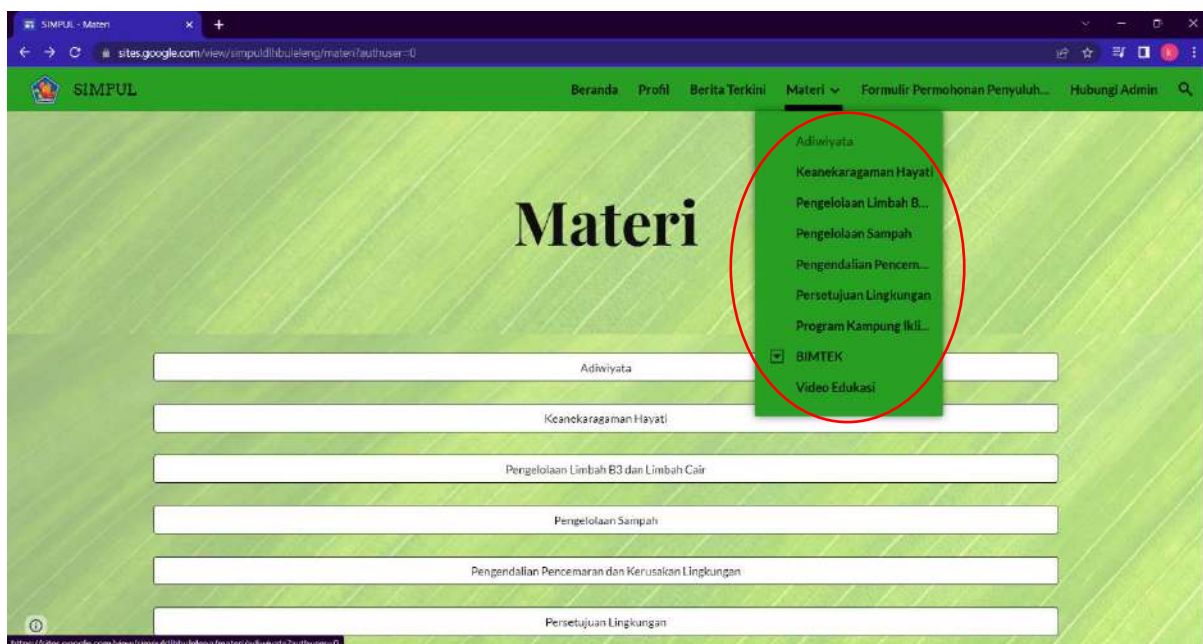 SIMPUL - Materi
sites.google.com/view/simpuldlhbuleleng/materi?authuser=0
SIMPUL
Beranda Profil Berita Terkini Materi Formulir Permohonan Penyuluh... Hubungi Admin
Adiwiyata
Keanekaragaman Hayati
Pengelolaan Limbah B...
Pengelolaan Sampah
Pengendalian Pencem...
Persetujuan Lingkungan
Program Kampung Ikli...
BIMTEK
Video Edukasi
Materi
Adiwiyata
Keanekaragaman Hayati
Pengelolaan Limbah B3 dan Limbah Cair
Pengelolaan Sampah
Pengendalian Pencemaran dan Kerusakan Lingkungan
Persetujuan Lingkungan